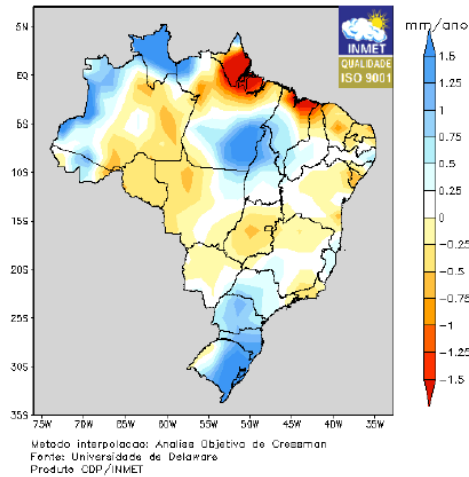 mm/ano
INMET
QUALIDADE
ISO 9001
5N
EQ
5S
10S
15S
20S
25S
30S
35S
75W 70W 65W 60W 55W 50W 45W 40W 35W
1.5
1.25
1
0.75
0.5
0.25
0
-0.25
-0.5
-0.75
-1
-1.25
-1.5
Metodo interpolacao: Analise Objetiva de Cressman
Fonte: Universidade de Delaware
Produto CDP/INMET